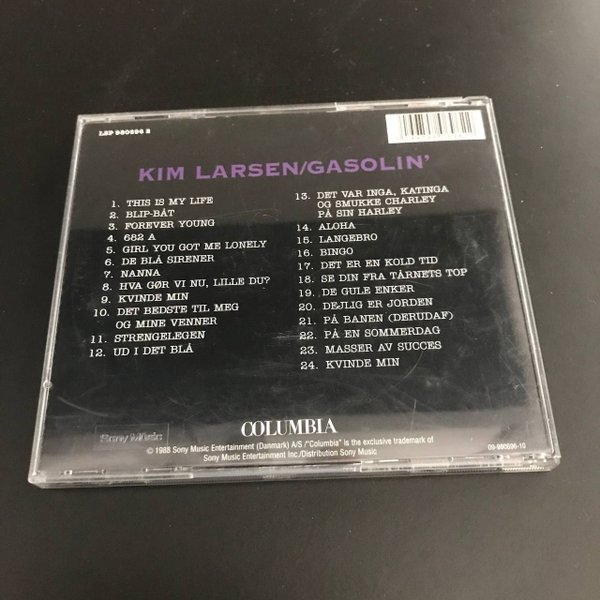 LSP 980696 2
KIM LARSEN/GASOLIN'
1. THIS IS MY LIFE
2. BLIP-BÅT
3. FOREVER YOUNG
4. 682 A
5. GIRL YOU GOT ME LONELY
6. DE BLÅ SIRENER
7. NANNA
8. HVA GØR VI NU, LILLE DU?
9. KVINDE MIN
10. DET BEDSTE TIL MEG
OG MINE VENNER
11. STRENGELEGEN
12. UD I DET BLÅ
13. DET VAR INGA, KATINGA
OG SMUKKE CHARLEY
PÅ SIN HARLEY
14. ALOHA
15. LANGEBRO
16. BINGO
17. DET ER EN KOLD TID
18. SE DIN FRA TÅRNETS TOP
19. DE GULE ENKER
20. DEJLIG ER JORDEN
21. PÅ BANEN (DERUDAF)
22. PÅ EN SOMMERDAG
23. MASSER AV SUCCES
24. KVINDE MIN
Sony Music
COLUMBIA
© 1988 Sony Music Entertainment (Danmark) A/S /"Columbia" is the exclusive trademark of
Sony Music Entertainment Inc./Distribution Sony Music
09-980696-10